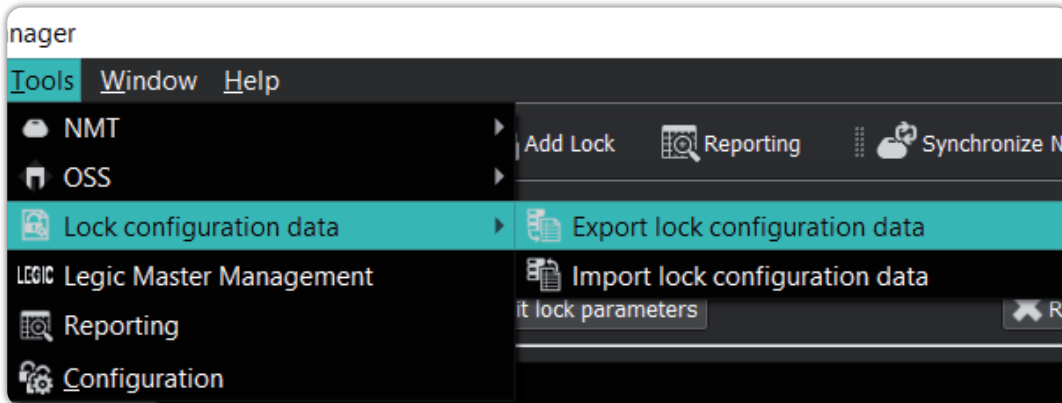 nager
Tools Window Help
NMT
Add Lock Reporting Synchronize N
OSS
Lock configuration data Export lock configuration data
LEGIC Legic Master Management Import lock configuration data
it lock parameters R
Reporting
Configuration